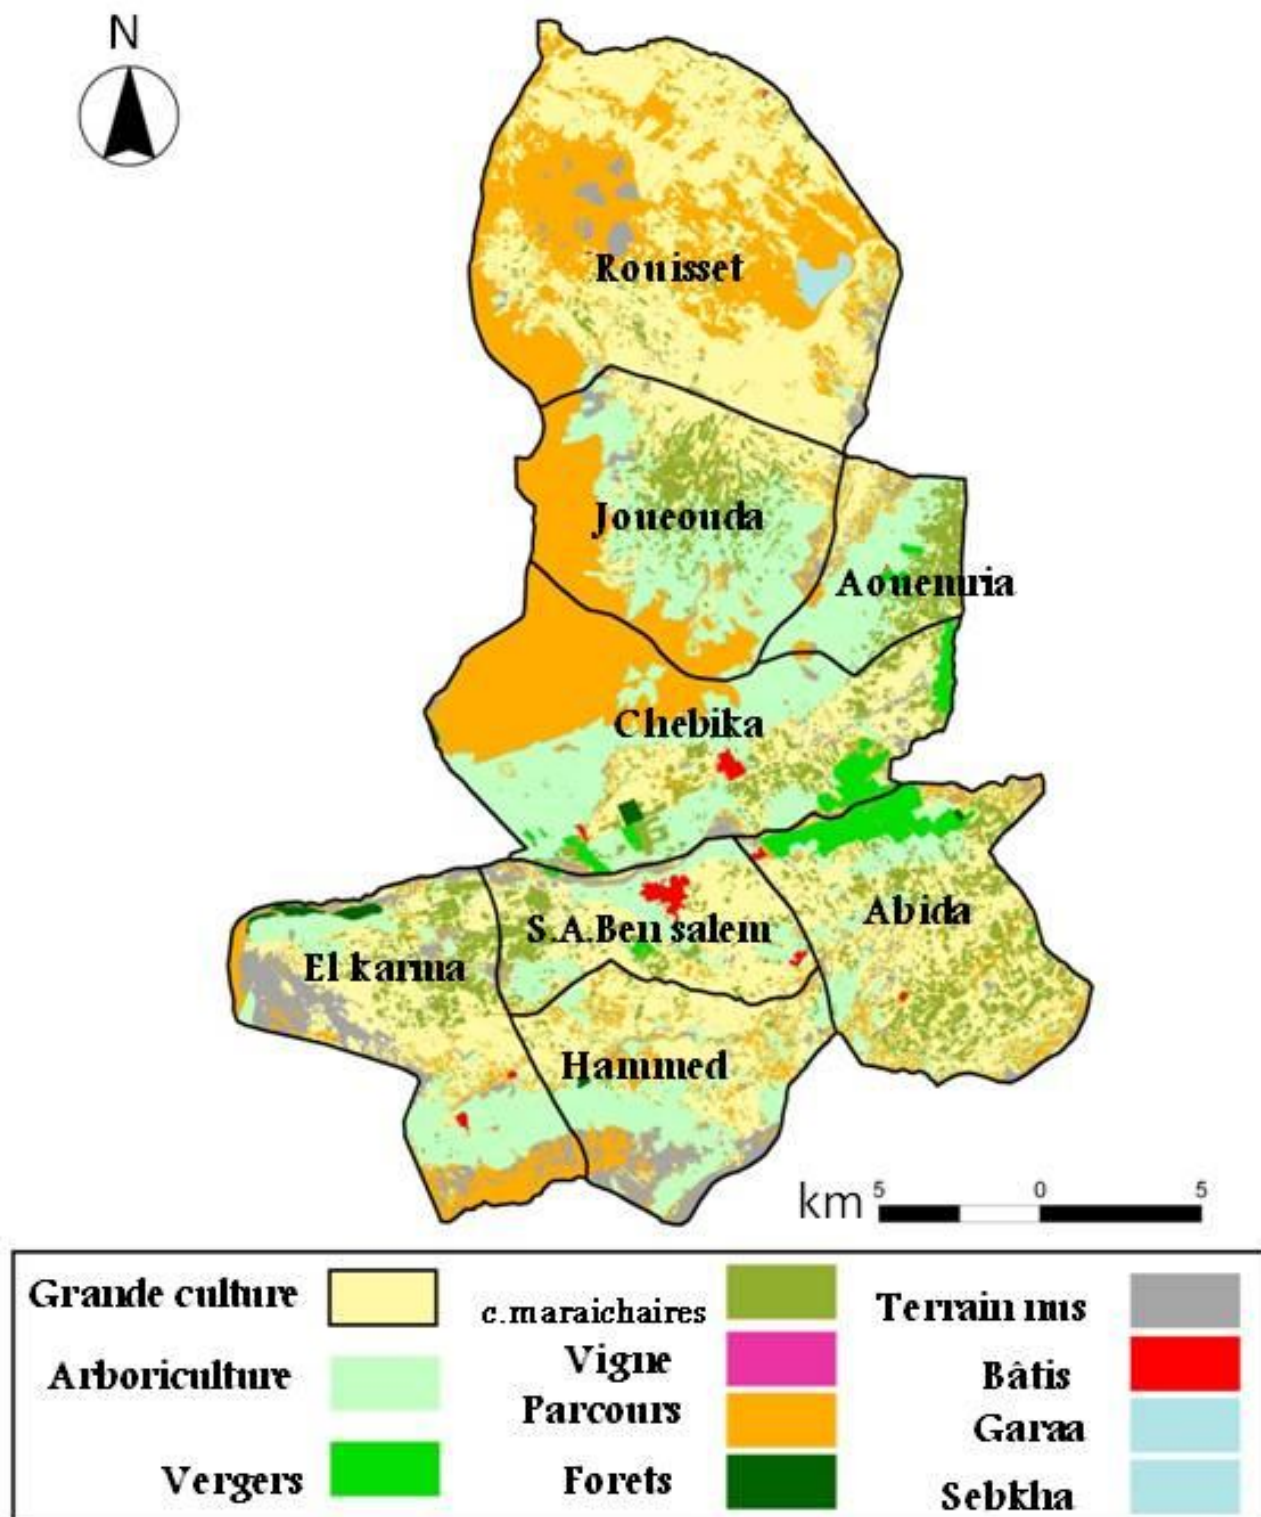 N
Rouisset
Joueouda
Aouenuria
Chebika
Abida
S.A.Ben salem
El karma
Hammed
km 5 0 5
Grande culture
c.maraichaires
Terrain nus
Arboriculture
Vigne
Bâtis
Parcours
Garaa
Vergers
Forets
Sebkha